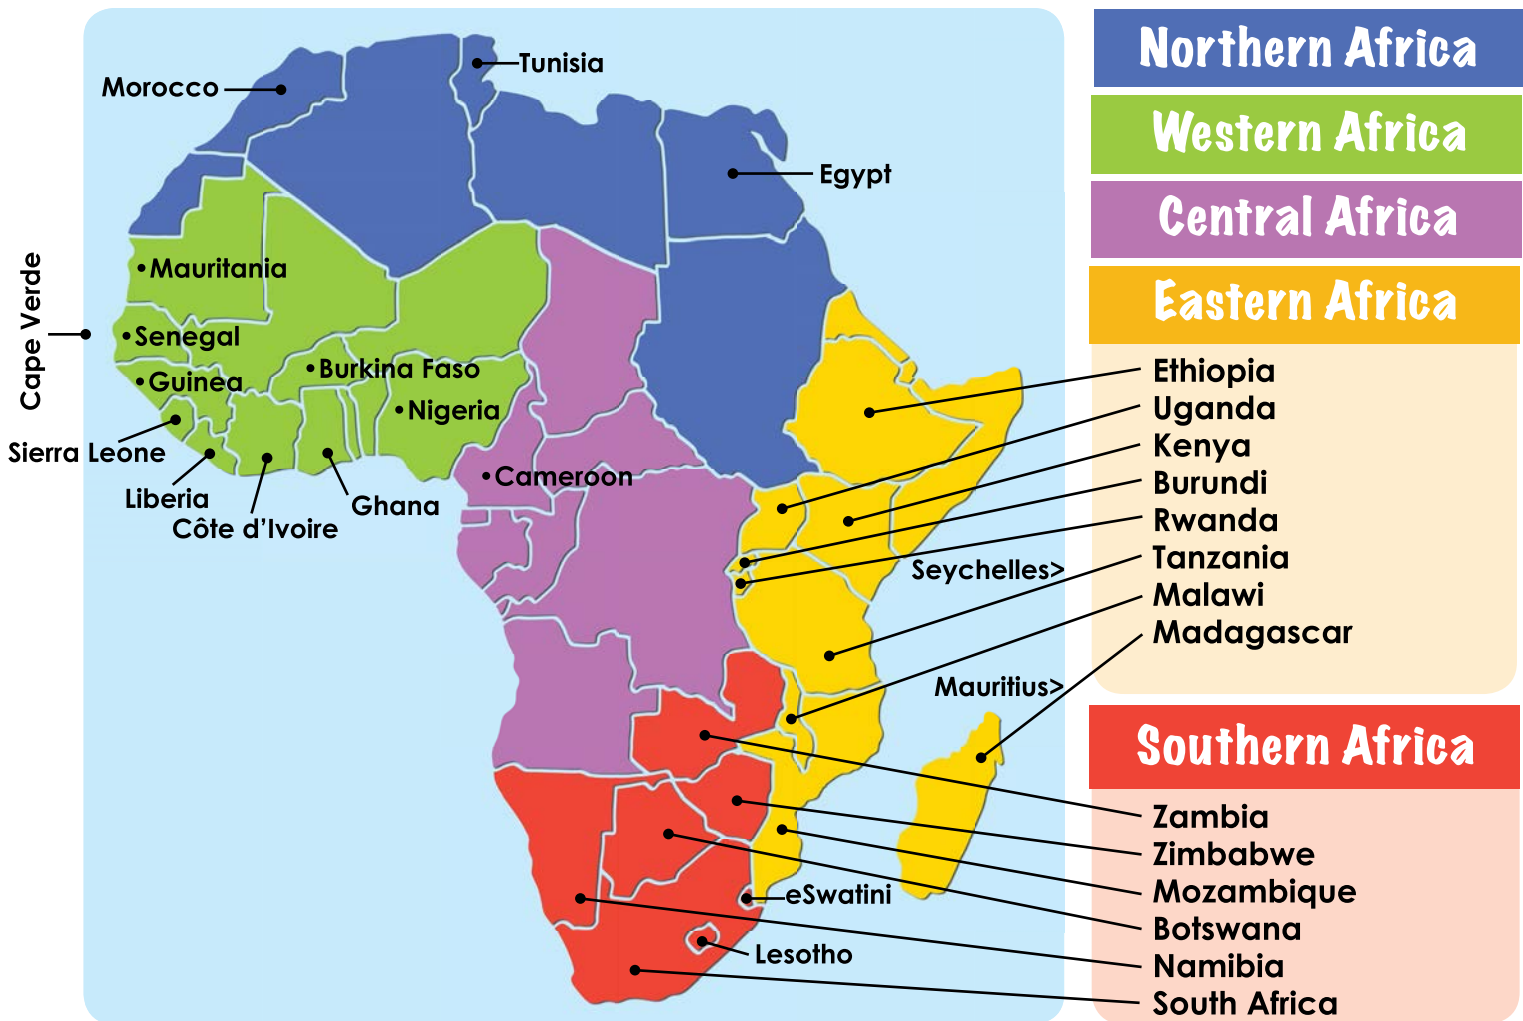 Northern Africa
Western Africa
Central Africa
Eastern Africa
Ethiopia
Uganda
Kenya
Burundi
Rwanda
Tanzania
Malawi
Madagascar
Southern Africa
Zambia
Zimbabwe
Mozambique
Botswana
Namibia
South Africa
Tunisia
Morocco
Egypt
Cape Verde
•Mauritania
•Senegal
•Burkina Faso
•Guinea
•Nigeria
Sierra Leone
•Cameroon
Liberia
Ghana
Côte d’Ivoire
Seychelles>
Mauritius>
eSwatini
Lesotho